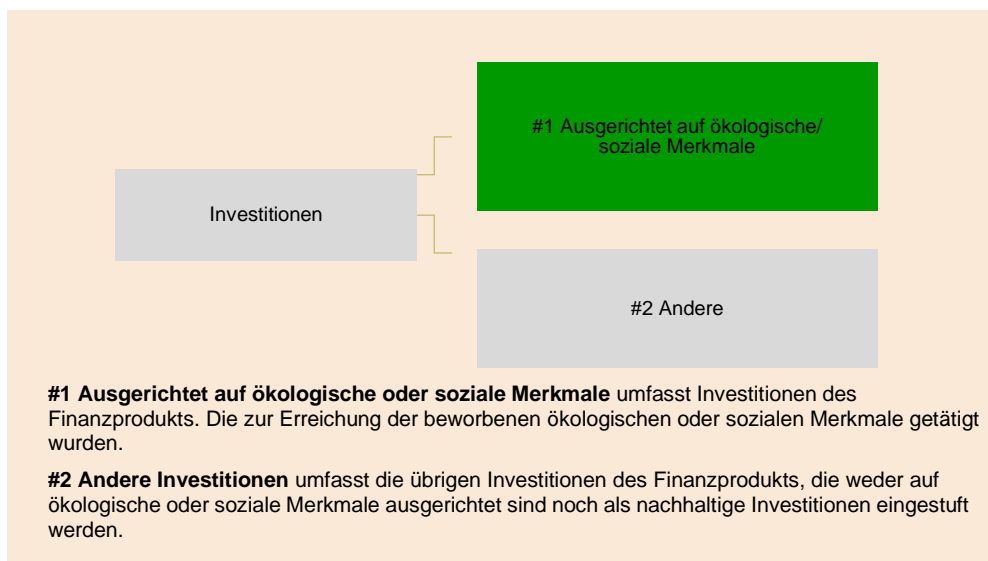 #1 Ausgerichtet auf ökologische/
soziale Merkmale
Investitionen
#2 Andere
#1 Ausgerichtet auf ökologische oder soziale Merkmale umfasst Investitionen des
Finanzprodukts. Die zur Erreichung der beworbenen ökologischen oder sozialen Merkmale getätigt
wurden.
#2 Andere Investitionen umfasst die übrigen Investitionen des Finanzprodukts, die weder auf
ökologische oder soziale Merkmale ausgerichtet sind noch als nachhaltige Investitionen eingestuft
werden.